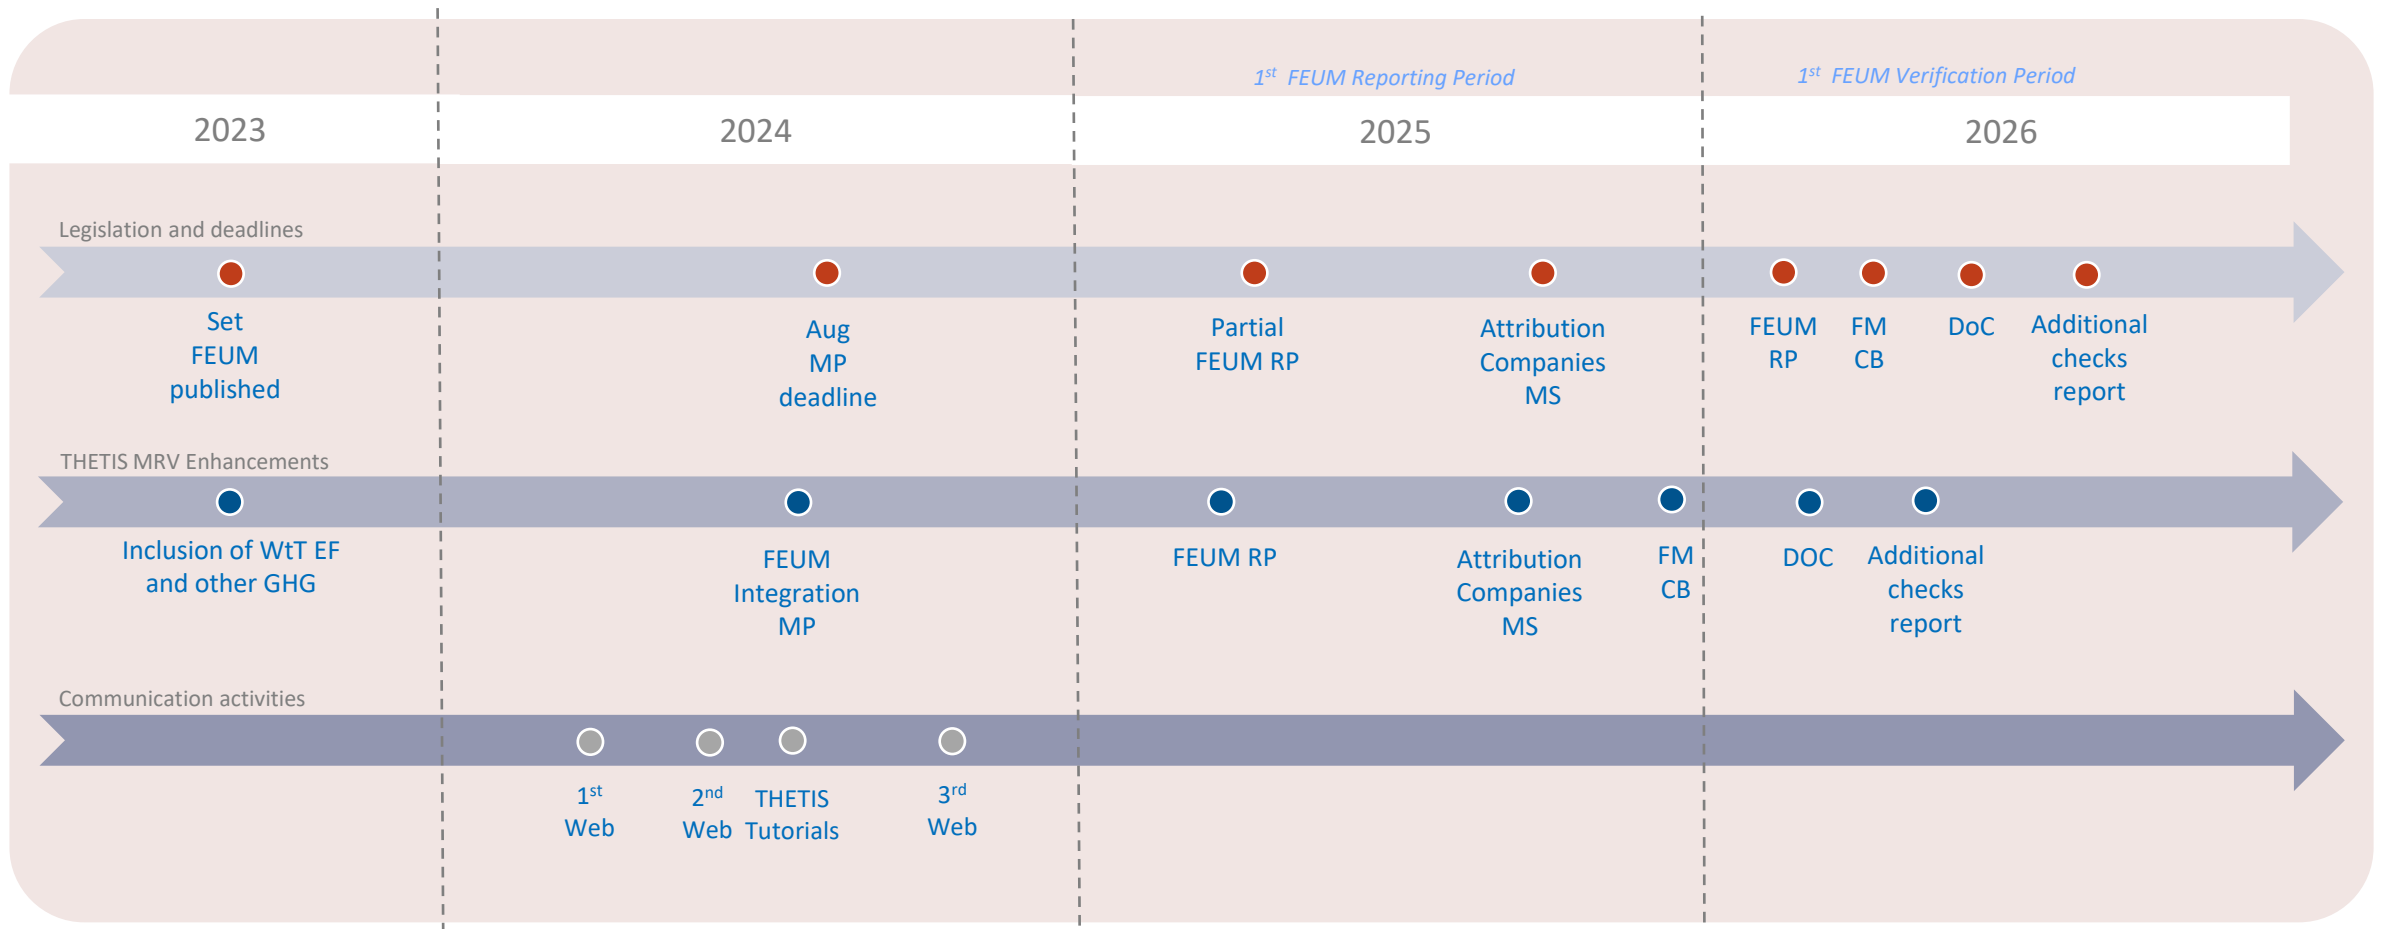 1st FEUM Reporting Period
1st FEUM Verification Period
2023
2024
2025
2026
Legislation and deadlines
Set
FEUM
published
Aug
MP
deadline
Partial
FEUM RP
Attribution
Companies
MS
FEUM
RP
FM
CB
DoC
Additional
checks
report
THETIS MRV Enhancements
Inclusion of WtT EF
and other GHG
FEUM
Integration
MP
FEUM RP
Attribution
Companies
MS
FM
CB
DOC
Additional
checks
report
Communication activities
1st
Web
2nd
Web
THETIS
Tutorials
3rd
Web